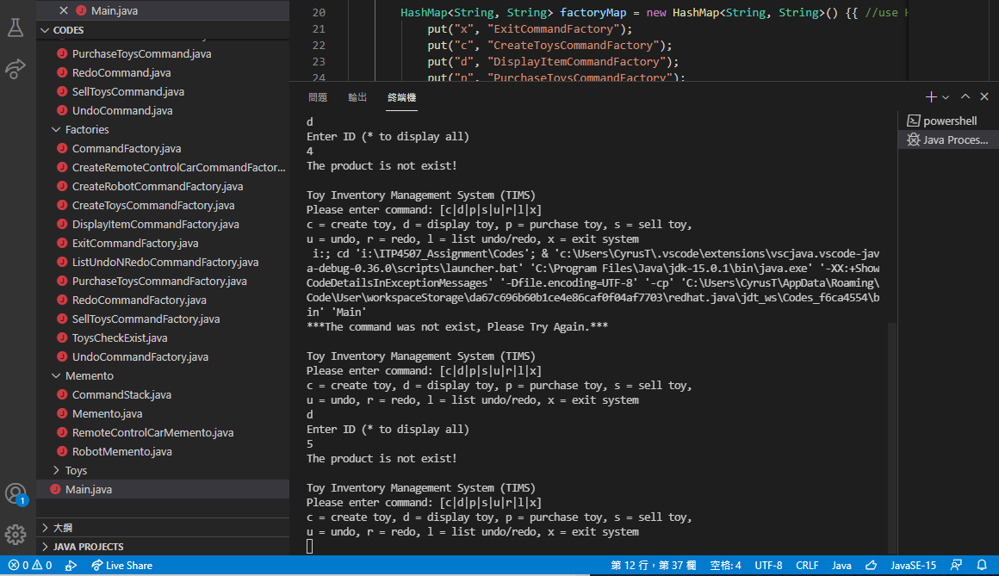 Main.java
CODES
PurchaseToysCommand.java
RedoCommand.java
SellToysCommand.java
UndoCommand.java
Factories
CommandFactory.java
CreateRemoteControlCarCommandFactor...
CreateRobotCommandFactory.java
CreateToysCommandFactory.java
DisplayItemCommandFactory.java
ExitCommandFactory.java
ListUndoNRedoCommandFactory.java
PurchaseToysCommandFactory.java
RedoCommandFactory.java
SellToysCommandFactory.java
ToysCheckExist.java
UndoCommandFactory.java
Memento
CommandStack.java
Memento.java
RemoteControlCarMemento.java
RobotMemento.java
Toys
Main.java
大綱
JAVA PROJECTS
20 HashMap<String, String> factoryMap = new HashMap<String, String>() {{ //use
21 put("x", "ExitCommandFactory");
22 put("c", "CreateToysCommandFactory");
23 put("d", "DisplayItemCommandFactory");
24 put("p", "PurchaseToysCommandFactory");
問題 輸出 終端機
powershell
Java Proces...
d
Enter ID (* to display all)
4
The product is not exist!
Toy Inventory Management System (TIMS)
Please enter command: [c|d|p|s|u|r|l|x]
c = create toy, d = display toy, p = purchase toy, s = sell toy,
u = undo, r = redo, l = list undo/redo, x = exit system
i:; cd 'i:\ITP4507_Assignment\Codes'; & 'c:\Users\CyrusT\.vscode\extensions\vscjava.vscode-jav
a-debug-0.36.0\scripts\launcher.bat' 'C:\Program Files\Java\jdk-15.0.1\bin\java.exe' '-XX:+Show
CodeDetailsInExceptionMessages' '-Dfile.encoding=UTF-8' '-cp' 'C:\Users\CyrusT\AppData\Roaming\
Code\User\workspaceStorage\da67c696b60b1ce4e86caf0f04af7703\redhat.java\jdt_ws\Codes_f6ca4554\b
in' 'Main'
***The command was not exist, Please Try Again.***
Toy Inventory Management System (TIMS)
Please enter command: [c|d|p|s|u|r|l|x]
c = create toy, d = display toy, p = purchase toy, s = sell toy,
u = undo, r = redo, l = list undo/redo, x = exit system
d
Enter ID (* to display all)
5
The product is not exist!
Toy Inventory Management System (TIMS)
Please enter command: [c|d|p|s|u|r|l|x]
c = create toy, d = display toy, p = purchase toy, s = sell toy,
u = undo, r = redo, l = list undo/redo, x = exit system
1
0 0 Live Share 第 12 行，第 37 欄 空格: 4 UTF-8 CRLF Java JavaSE-15